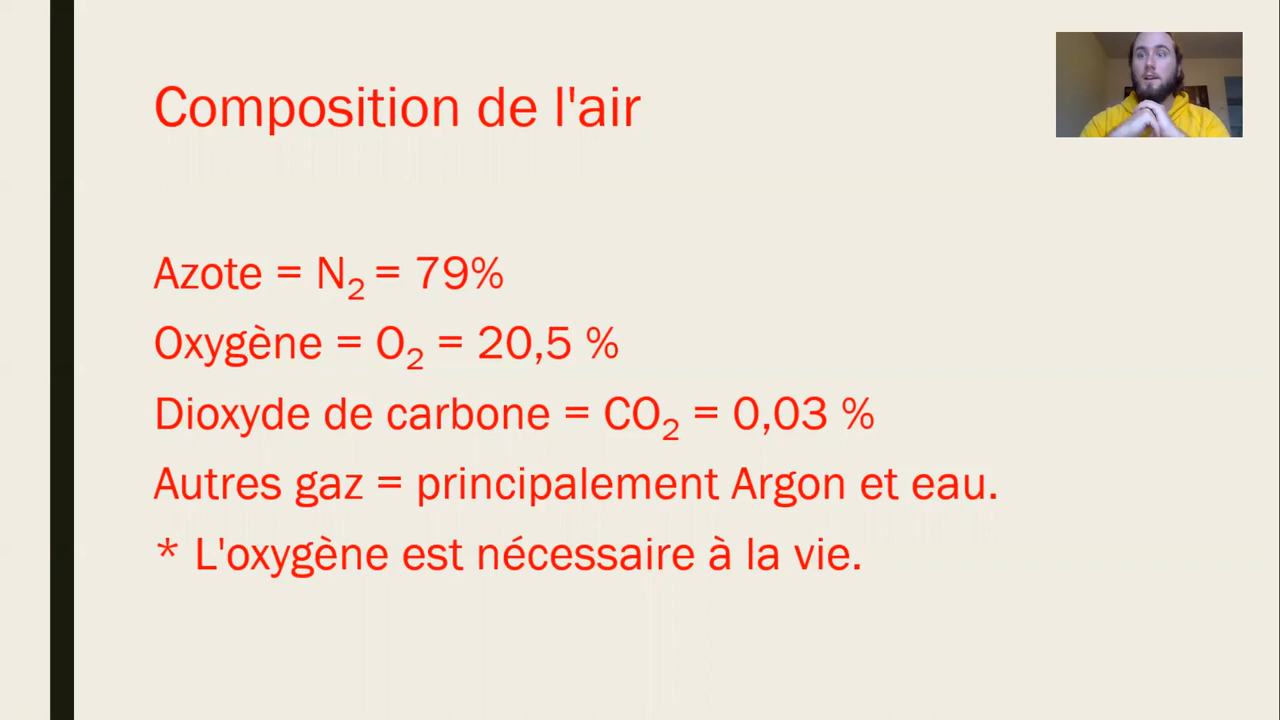 Composition de l'air
Azote = N₂ = 79%
Oxygène = O₂ = 20,5 %
Dioxyde de carbone = CO₂ = 0,03 %
Autres gaz = principalement Argon et eau.
* L'oxygène est nécessaire à la vie.